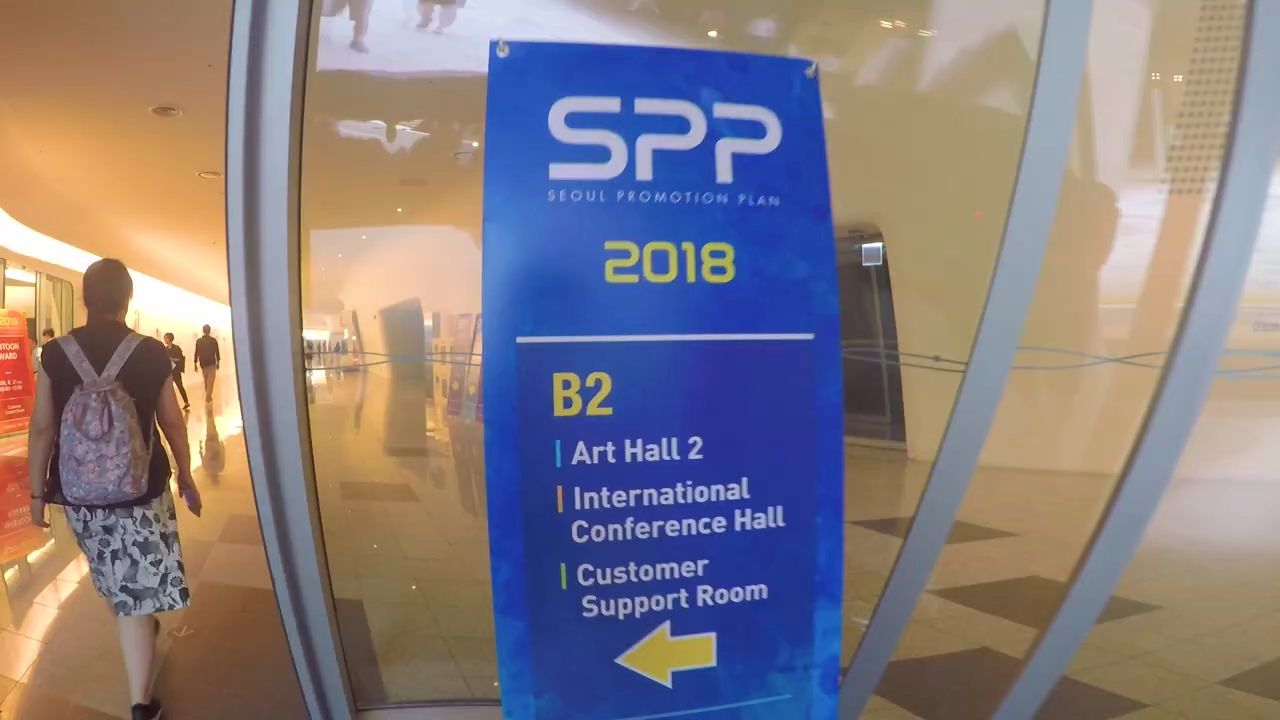 SPP
SEOUL PROMOTION PLAN
2018
B2
Art Hall 2
International
Conference Hall
Customer
Support Room